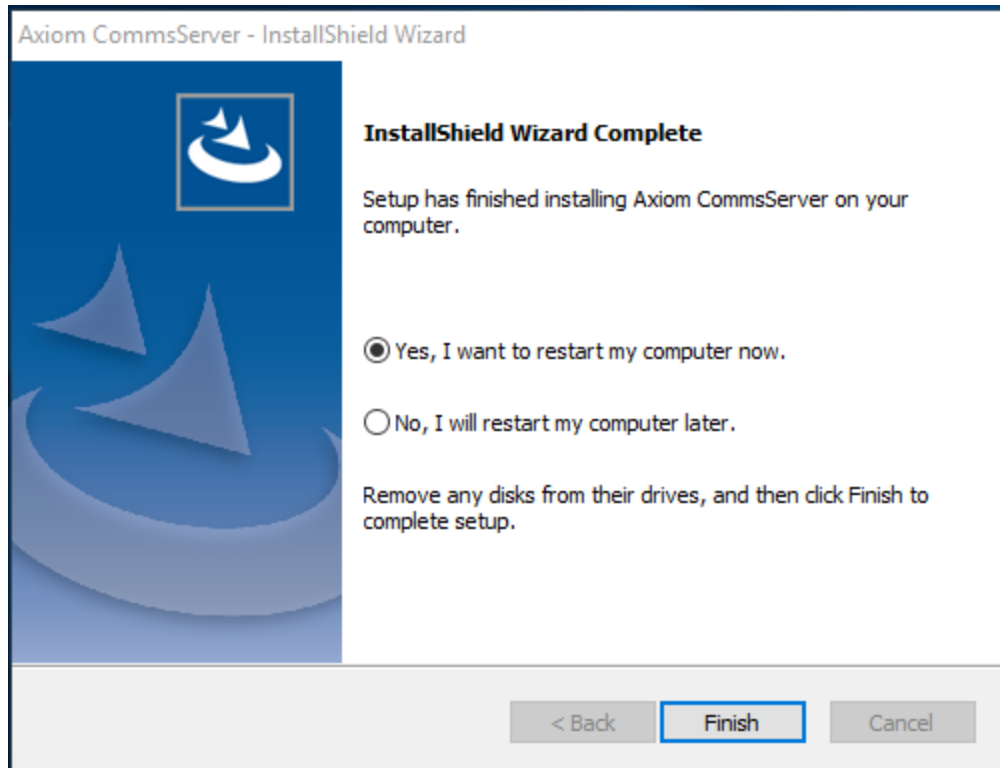 Axiom CommsServer - InstallShield Wizard
InstallShield Wizard Complete
Setup has finished installing Axiom CommsServer on your
computer.
Yes, I want to restart my computer now.
No, I will restart my computer later.
Remove any disks from their drives, and then click Finish to
complete setup.
< Back
Finish
Cancel